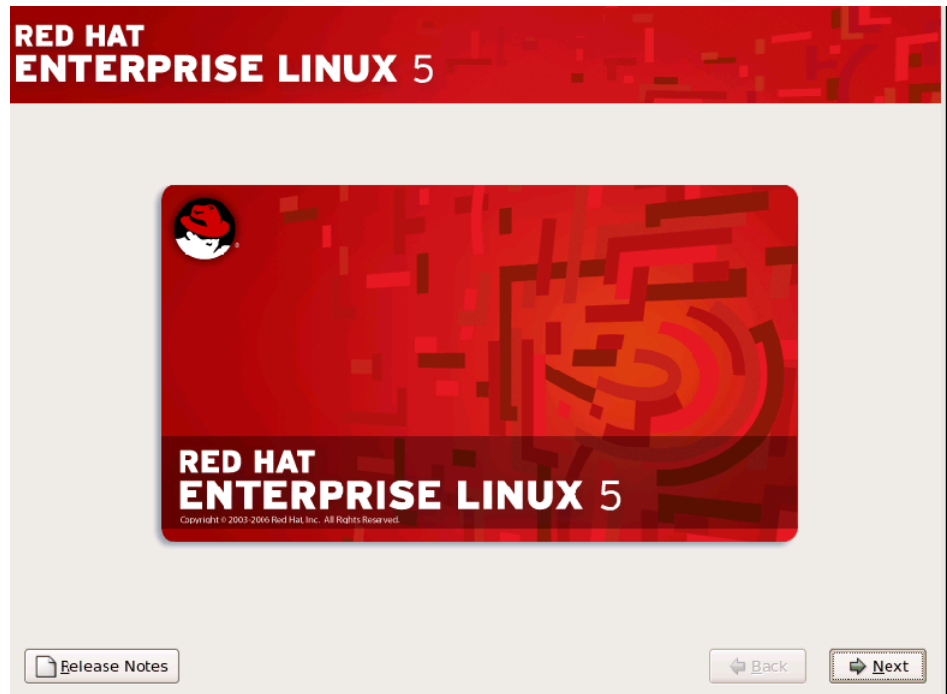 RED HAT
ENTERPRISE LINUX 5
RED HAT
ENTERPRISE LINUX 5
Copyright © 2003-2006 Red Hat, Inc. All Rights Reserved.
Release Notes
Back
Next